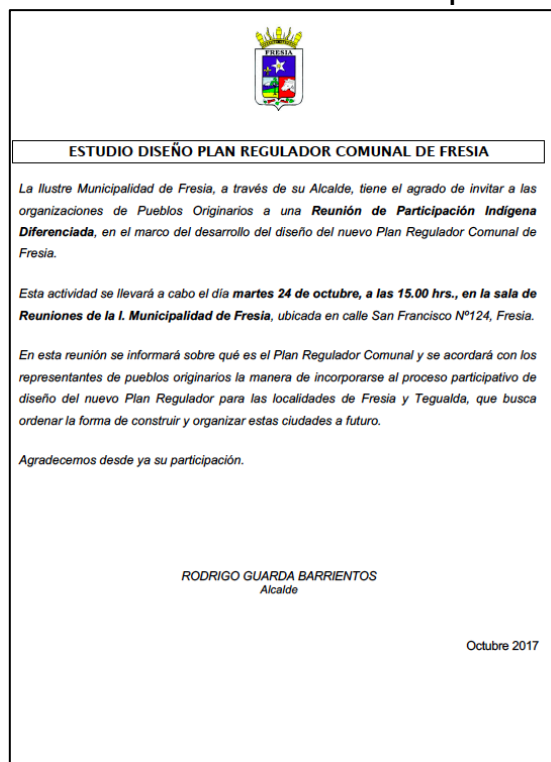 FRESIA
ESTUDIO DISEÑO PLAN REGULADOR COMUNAL DE FRESIA
La Ilustre Municipalidad de Fresia, a través de su Alcalde, tiene el agrado de invitar a las
organizaciones de Pueblos Originarios a una Reunión de Participación Indígena
Diferenciada, en el marco del desarrollo del diseño del nuevo Plan Regulador Comunal de
Fresia.
Esta actividad se llevará a cabo el día martes 24 de octubre, a las 15.00 hrs., en la sala de
Reuniones de la I. Municipalidad de Fresia, ubicada en calle San Francisco Nº124, Fresia.
En esta reunión se informará sobre qué es el Plan Regulador Comunal y se acordará con los
representantes de pueblos originarios la manera de incorporarse al proceso participativo de
diseño del nuevo Plan Regulador para las localidades de Fresia y Tegualda, que busca
ordenar la forma de construir y organizar estas ciudades a futuro.
Agradecemos desde ya su participación.
RODRIGO GUARDA BARRIENTOS
Alcalde
Octubre 2017